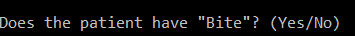 Does the patient have "Bite"? (Yes/No)